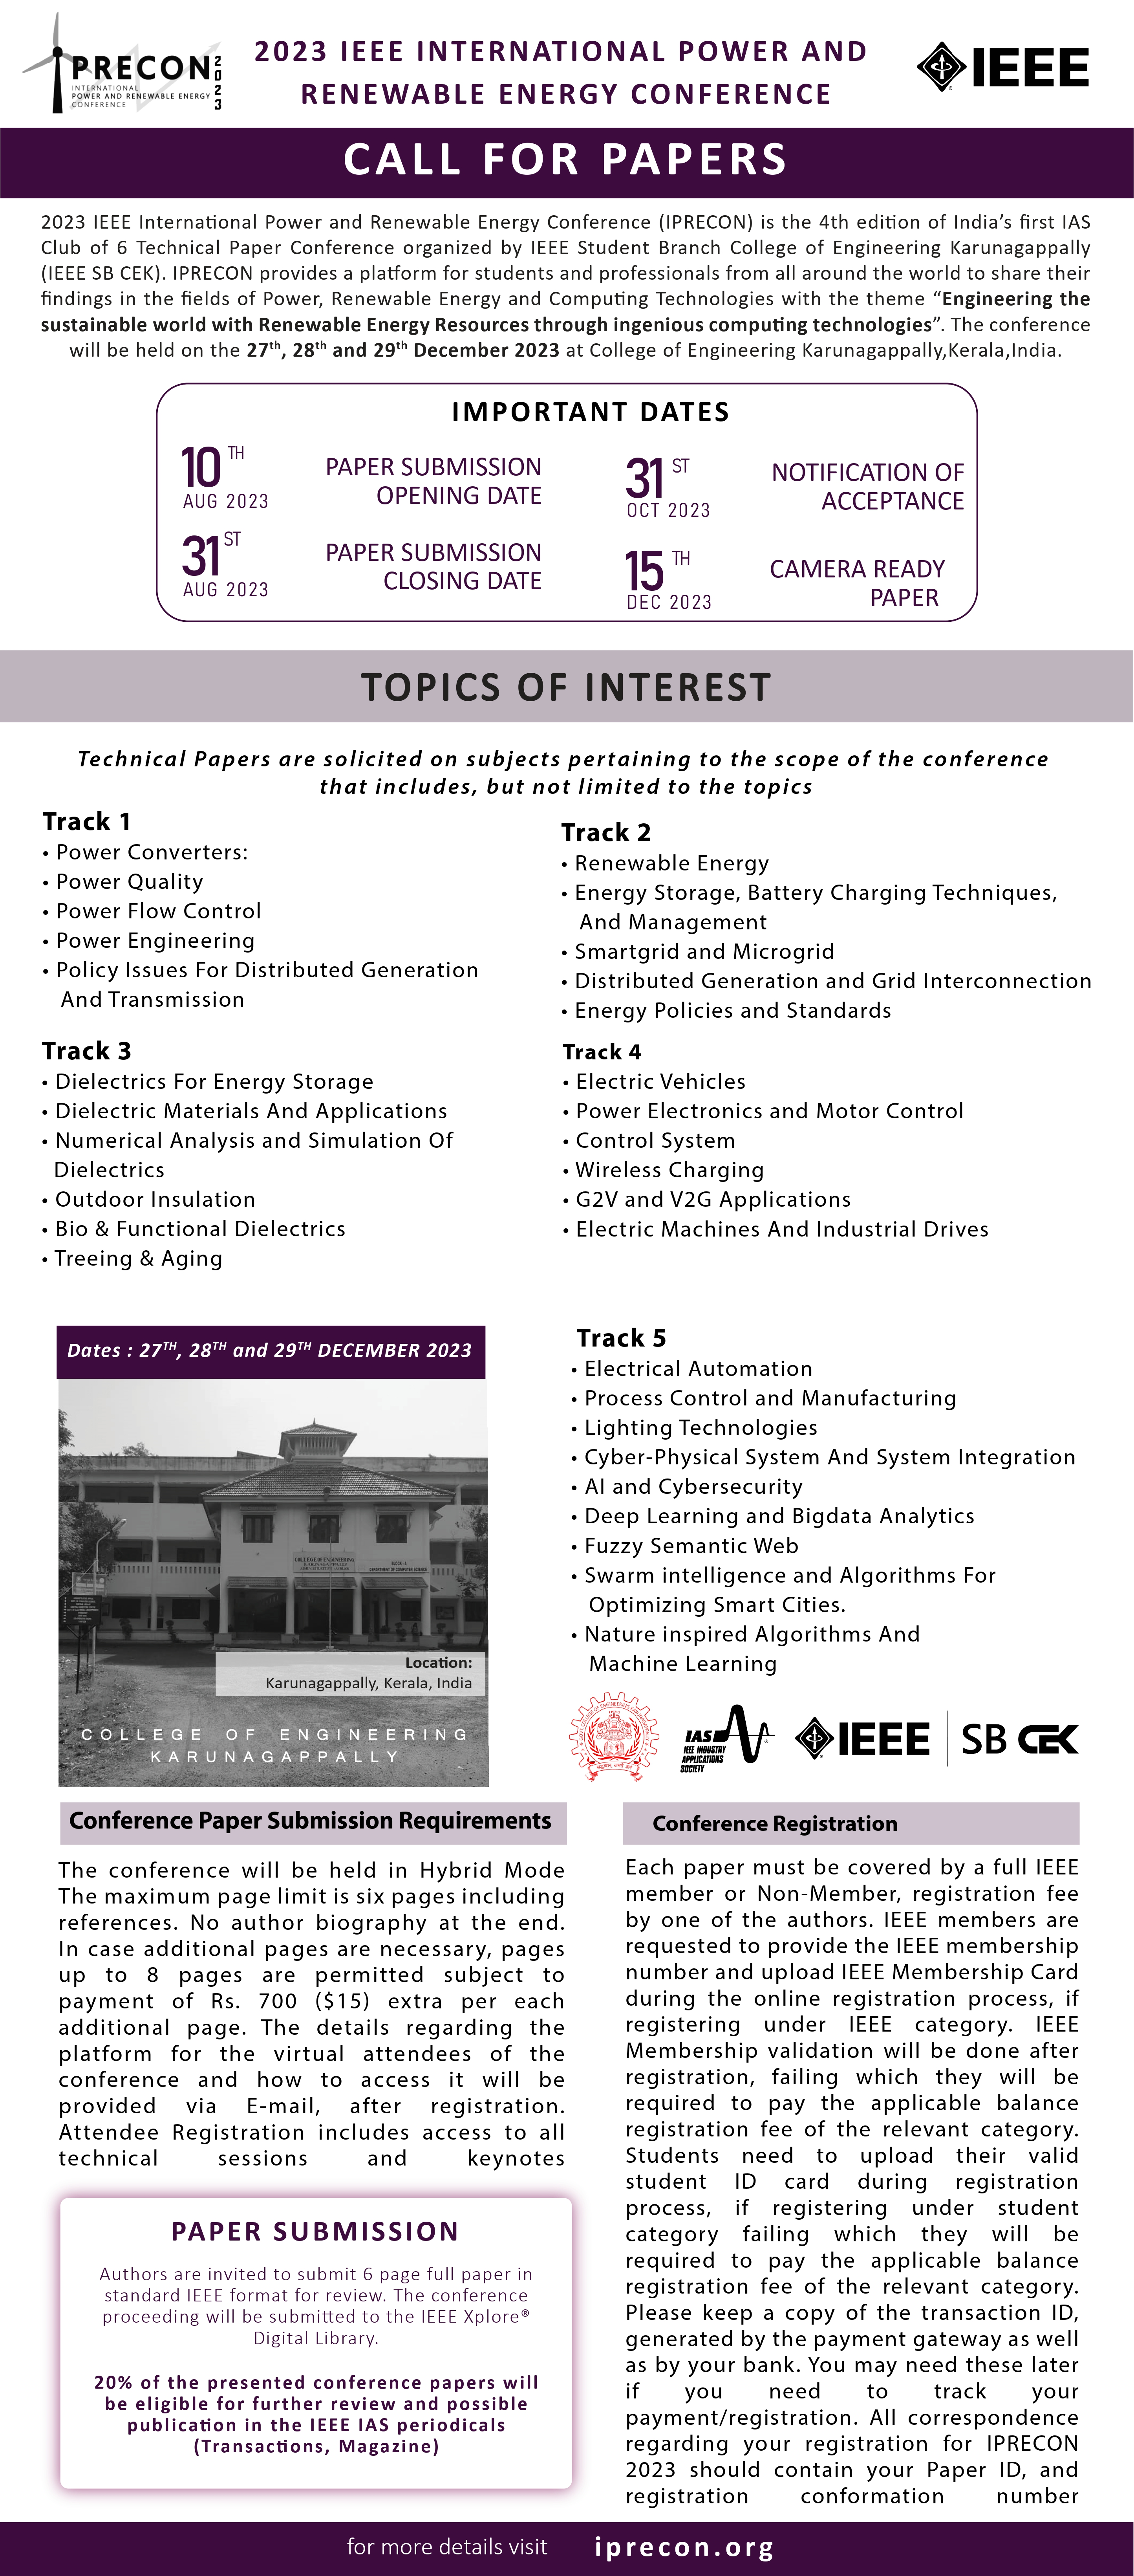 PRECON
2023
INTERNATIONAL
POWER AND RENEWABLE ENERGY
CONFERENCE
2023 IEEE INTERNATIONAL POWER AND
RENEWABLE ENERGY CONFERENCE
IEEE
CALL FOR PAPERS
2023 IEEE International Power and Renewable Energy Conference (IPRECON) is the 4th edition of India’s first IAS
Club of 6 Technical Paper Conference organized by IEEE Student Branch College of Engineering Karunagappally
(IEEE SB CEK). IPRECON provides a platform for students and professionals from all around the world to share their
findings in the fields of Power, Renewable Energy and Computing Technologies with the theme “Engineering the
sustainable world with Renewable Energy Resources through ingenious computing technologies”. The conference
will be held on the 27th, 28th and 29th December 2023 at College of Engineering Karunagappally,Kerala,India.
IMPORTANT DATES
10 TH
AUG 2023
PAPER SUBMISSION
OPENING DATE
31 ST
AUG 2023
PAPER SUBMISSION
CLOSING DATE
31 ST
OCT 2023
NOTIFICATION OF
ACCEPTANCE
15 TH
DEC 2023
CAMERA READY
PAPER
TOPICS OF INTEREST
Technical Papers are solicited on subjects pertaining to the scope of the conference
that includes, but not limited to the topics
Track 1
• Power Converters:
• Power Quality
• Power Flow Control
• Power Engineering
• Policy Issues For Distributed Generation
And Transmission
Track 2
• Renewable Energy
• Energy Storage, Battery Charging Techniques,
And Management
• Smartgrid and Microgrid
• Distributed Generation and Grid Interconnection
• Energy Policies and Standards
Track 3
• Dielectrics For Energy Storage
• Dielectric Materials And Applications
• Numerical Analysis and Simulation Of
Dielectrics
• Outdoor Insulation
• Bio & Functional Dielectrics
• Treeing & Aging
Track 4
• Electric Vehicles
• Power Electronics and Motor Control
• Control System
• Wireless Charging
• G2V and V2G Applications
• Electric Machines And Industrial Drives
Dates : 27TH, 28TH and 29TH DECEMBER 2023
COLLEGE OF ENGINEERING
KARUNAGAPPALLY
BLOCK - A
DEPARTMENT OF COMPUTER SCIENCE
Location:
Karunagappally, Kerala, India
COLLEGE OF ENGINEERING
KARUNAGAPPALLY
Track 5
• Electrical Automation
• Process Control and Manufacturing
• Lighting Technologies
• Cyber-Physical System And System Integration
• AI and Cybersecurity
• Deep Learning and Bigdata Analytics
• Fuzzy Semantic Web
• Swarm intelligence and Algorithms For
Optimizing Smart Cities.
• Nature inspired Algorithms And
Machine Learning
IAS
IEEE INDUSTRY
APPLICATIONS
SOCIETY
IEEE SB CEK
Conference Paper Submission Requirements
The conference will be held in Hybrid Mode
The maximum page limit is six pages including
references. No author biography at the end.
In case additional pages are necessary, pages
up to 8 pages are permitted subject to
payment of Rs. 700 ($15) extra per each
additional page. The details regarding the
platform for the virtual attendees of the
conference and how to access it will be
provided via E-mail, after registration.
Attendee Registration includes access to all
technical sessions and keynotes
PAPER SUBMISSION
Authors are invited to submit 6 page full paper in
standard IEEE format for review. The conference
proceeding will be submitted to the IEEE Xplore®
Digital Library.
20% of the presented conference papers will
be eligible for further review and possible
publication in the IEEE IAS periodicals
(Transactions, Magazine)
Conference Registration
Each paper must be covered by a full IEEE
member or Non-Member, registration fee
by one of the authors. IEEE members are
requested to provide the IEEE membership
number and upload IEEE Membership Card
during the online registration process, if
registering under IEEE category. IEEE
Membership validation will be done after
registration, failing which they will be
required to pay the applicable balance
registration fee of the relevant category.
Students need to upload their valid
student ID card during registration
process, if registering under student
category failing which they will be
required to pay the applicable balance
registration fee of the relevant category.
Please keep a copy of the transaction ID,
generated by the payment gateway as well
as by your bank. You may need these later
if you need to track your
payment/registration. All correspondence
regarding your registration for IPRECON
2023 should contain your Paper ID, and
registration conformation number
for more details visit iprecon.org